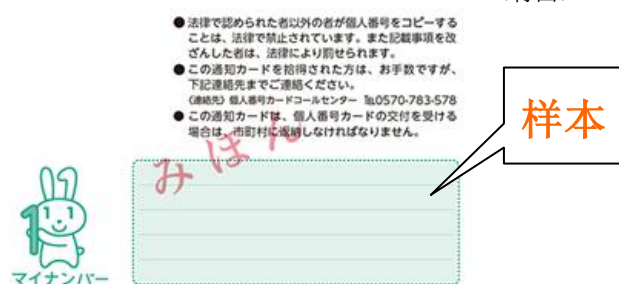 ●法律で認められた者以外の者が個人番号をコピーする
ことは、法律で禁止されています。また記載事項を改
ざんした者は、法律により罰せられます。
●この通知カードを拾得された方は、お手数ですが、
下記連絡先までご連絡ください。
〈連絡先〉個人番号カードコールセンター ℡0570-783-578
●この通知カードは、個人番号カードの交付を受ける
場合は、市町村に返納しなければなりません。
みほん
样本
1
マイナンバー